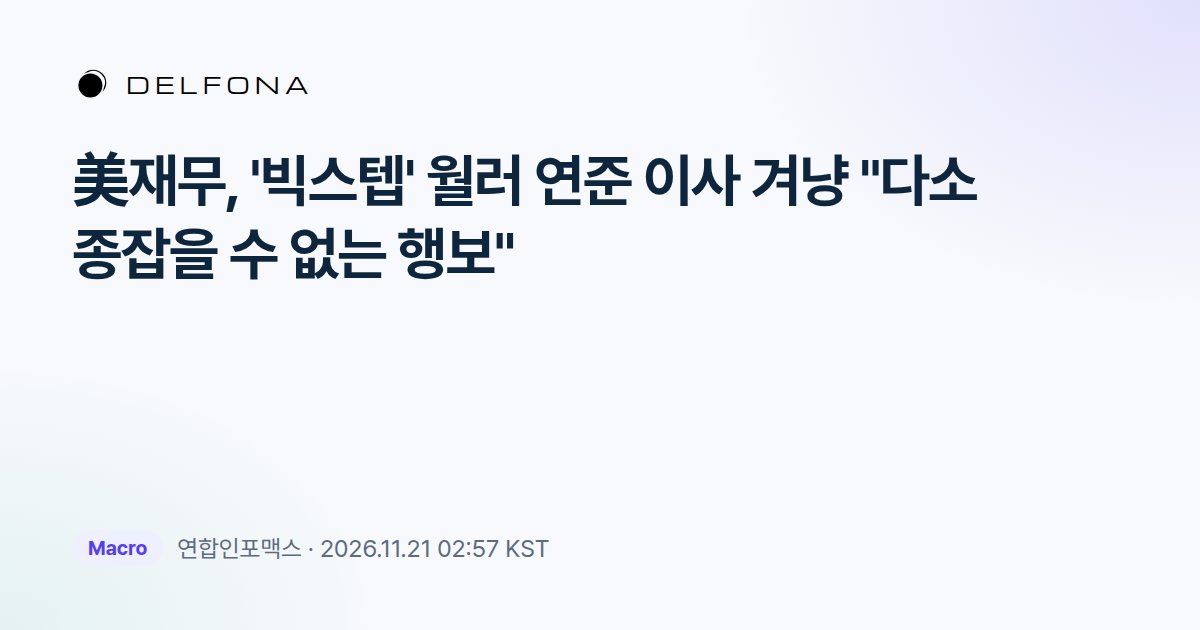 DELFONA
美재무, '빅스텝' 월러 연준 이사 겨냥 "다소
종잡을 수 없는 행보"
Macro 연합인포맥스 · 2026.11.21 02:57 KST